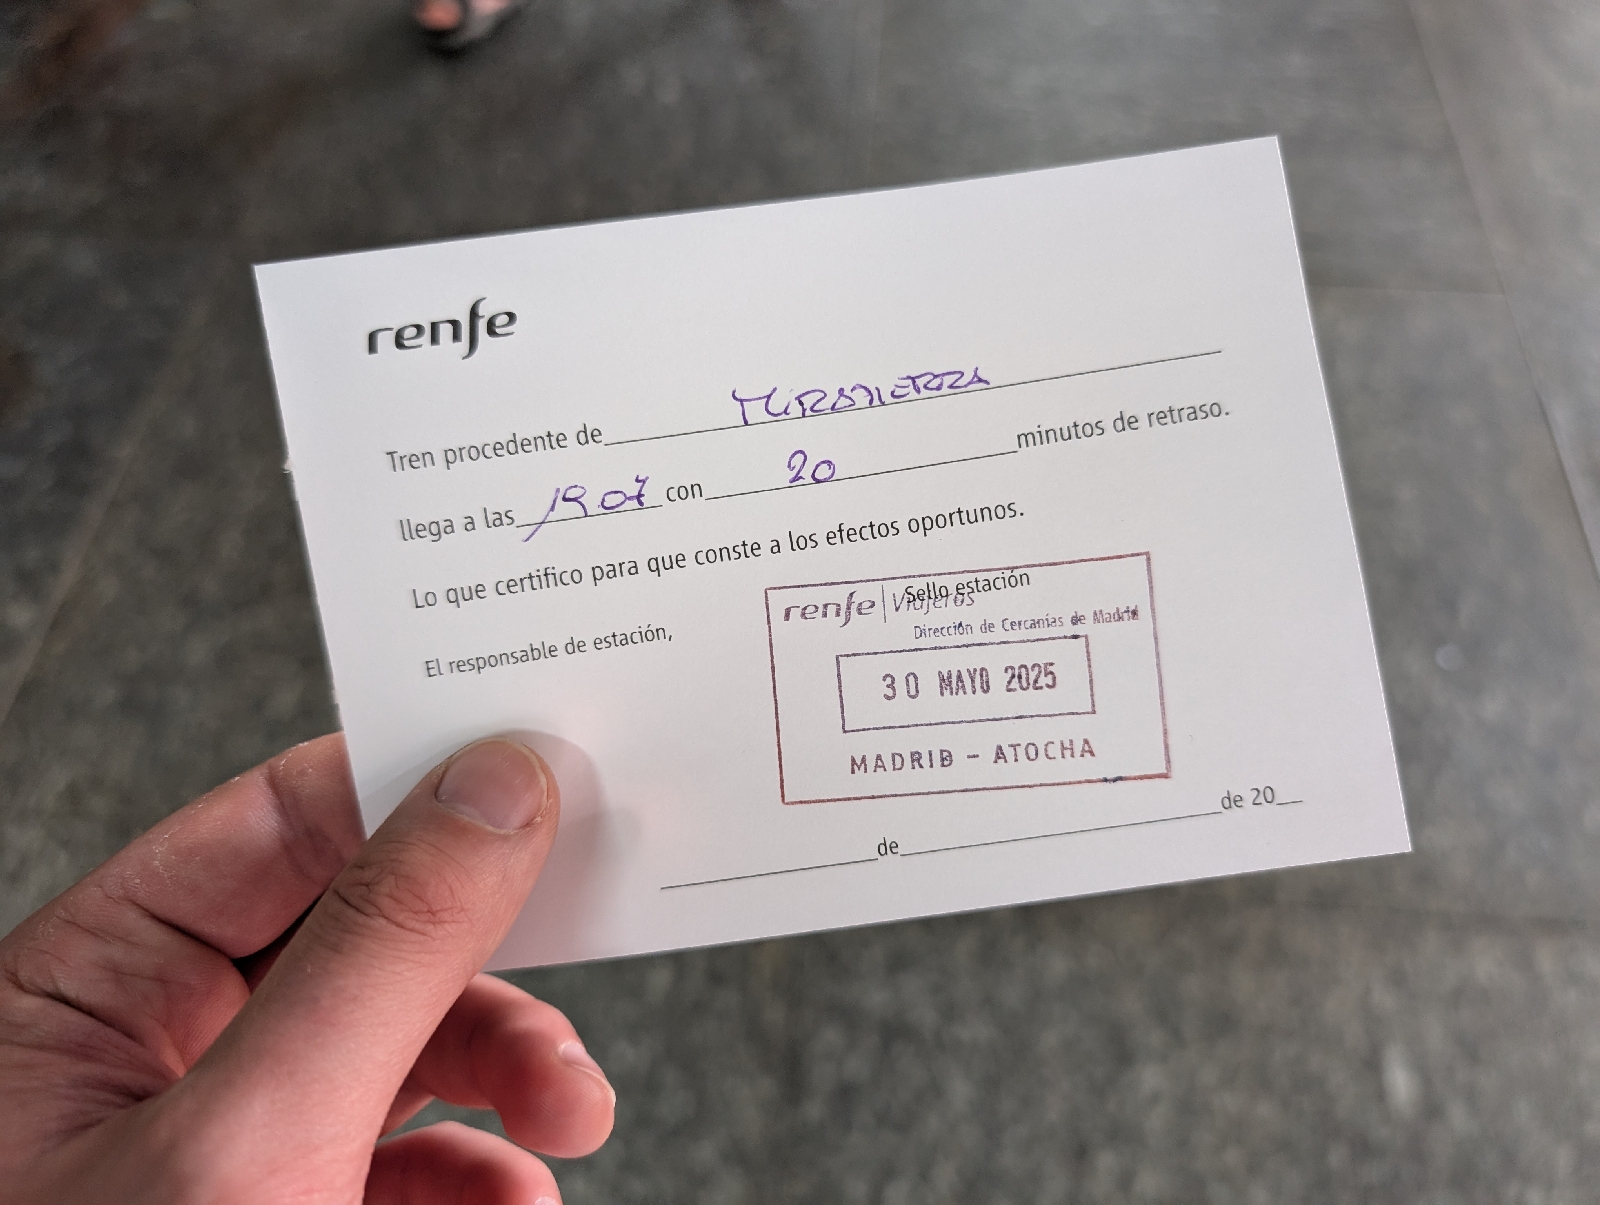 renfe
Tren procedente de MIRASIERRA
llega a las 19.07 con 20 minutos de retraso.
Lo que certifico para que conste a los efectos oportunos.
El responsable de estación,
Sello estación
renfe Viajeros
Dirección de Cercanías de Madrid
30 MAYO 2025
MADRID - ATOCHA
de de 20